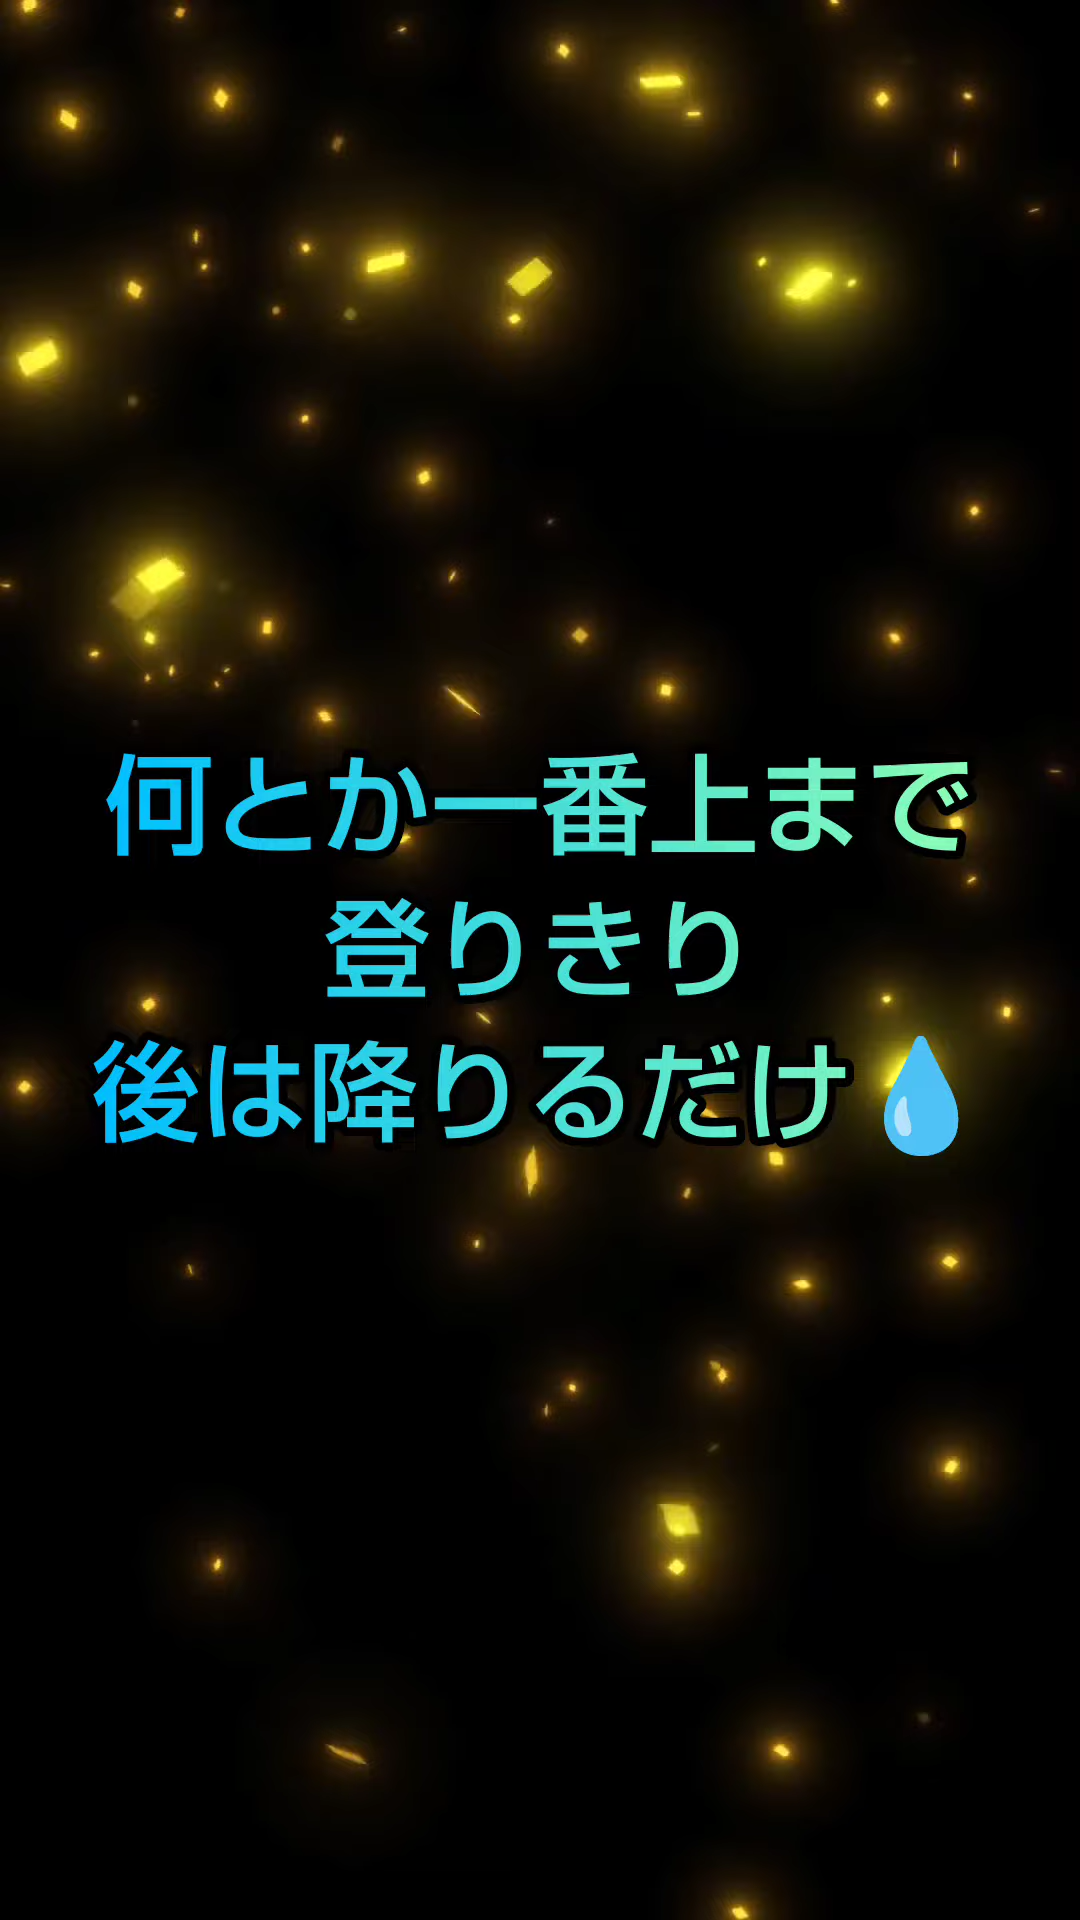 何とか一番上まで
登りきり
後は降りるだけ💧